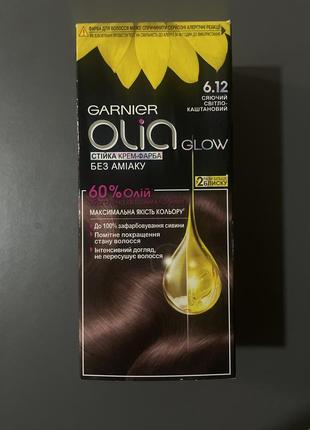 ФАРБА ДЛЯ ВОЛОССЯ МОЖЕ СПРИЧИНИТИ СЕРЙОЗНІ АЛЕРГІЧНІ РЕАКЦІЇ
6.12
СЯЮЧИЙ
СВІТЛО-
КАШТАНОВИЙ
GARNIER
OLIA
GLOW
СТІЙКА КРЕМ-ФАРБА
БЕЗ АМІАКУ
60% Олій
МАКСИМАЛЬНА ЯКІСТЬ КОЛЬОРУ
2
БЛИСКУ
• До 100% зафарбовування сивини
• Помітне покращення
стану волосся
• Інтенсивний догляд,
не пересушує волосся